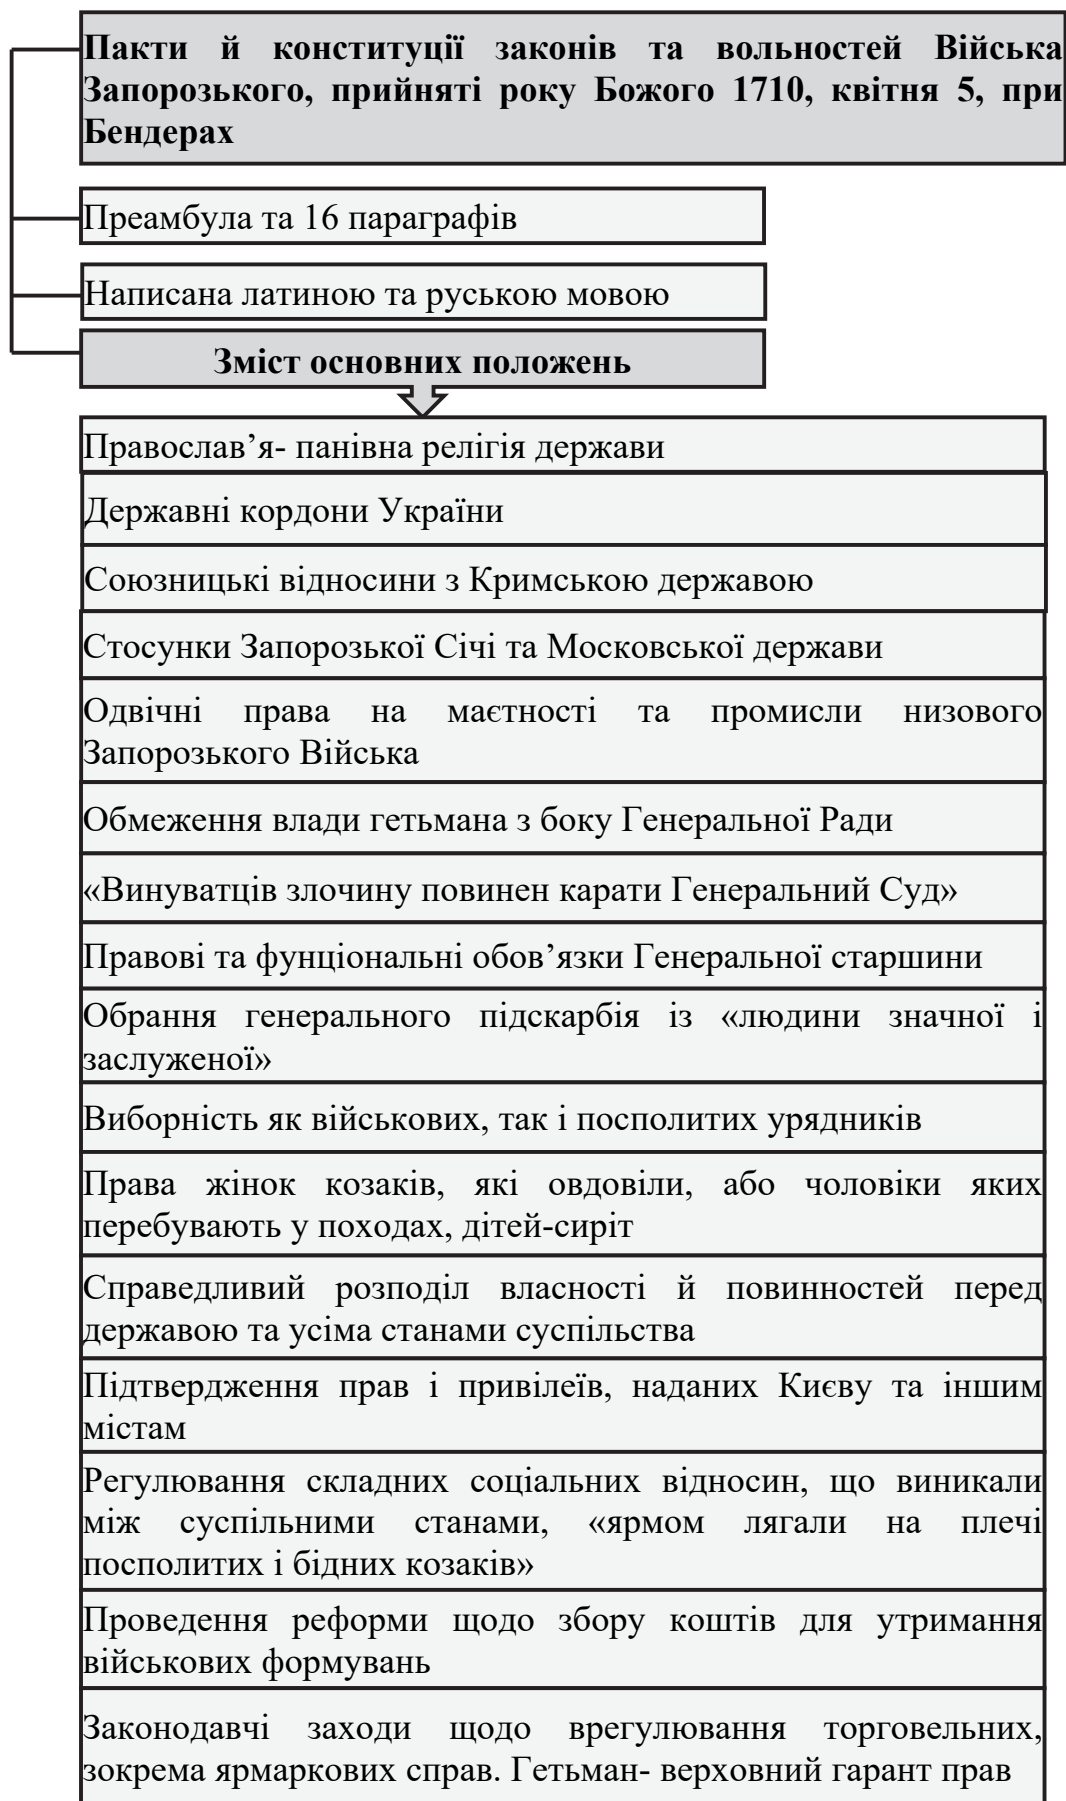 Пакти й конституції законів та вольностей Війська
Запорозького, прийняті року Божого 1710, квітня 5, при
Бендерах
Преамбула та 16 параграфів
Написана латиною та руською мовою
Зміст основних положень
Православ’я- панівна релігія держави
Державні кордони України
Союзницькі відносини з Кримською державою
Стосунки Запорозької Січі та Московської держави
Одвічні права на маєтності та промисли низового
Запорозького Війська
Обмеження влади гетьмана з боку Генеральної Ради
«Винуватців злочину повинен карати Генеральний Суд»
Правові та фунціональні обов’язки Генеральної старшини
Обрання генерального підскарбія із «людини значної і
заслуженої»
Виборність як військових, так і посполитих урядників
Права жінок козаків, які овдовіли, або чоловіки яких
перебувають у походах, дітей-сиріт
Справедливий розподіл власності й повинностей перед
державою та усіма станами суспільства
Підтвердження прав і привілеїв, наданих Києву та іншим
містам
Регулювання складних соціальних відносин, що виникали
між суспільними станами, «ярмом лягали на плечі
посполитих і бідних козаків»
Проведення реформи щодо збору коштів для утримання
військових формувань
Законодавчі заходи щодо врегулювання торговельних,
зокрема ярмаркових справ. Гетьман- верховний гарант прав